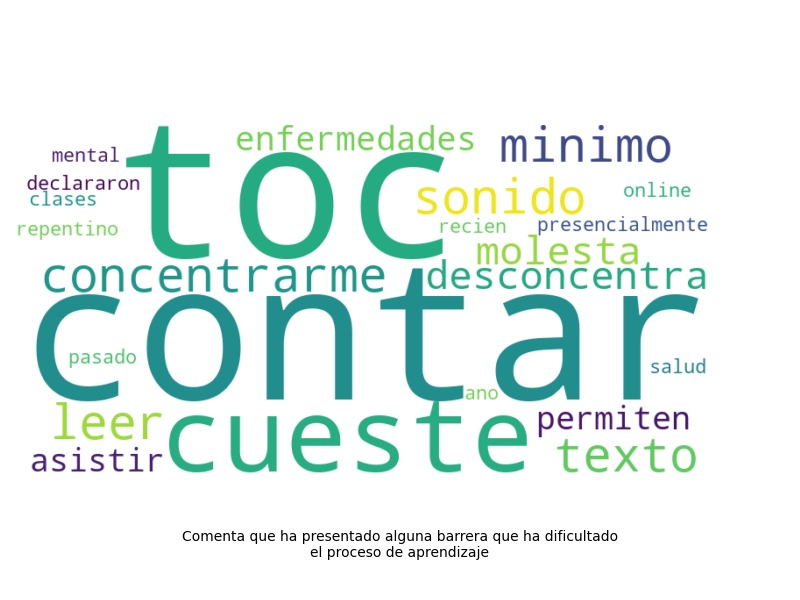 enfermedades
minimo
mental
toc
declararon
sonido
online
clases
repentino
recien
presencialmente
molesta
concentrarme
desconcentra
contar
pasado
salud
ano
leer
cueste
permiten
asistir
texto
Comenta que ha presentado alguna barrera que ha dificultado
el proceso de aprendizaje